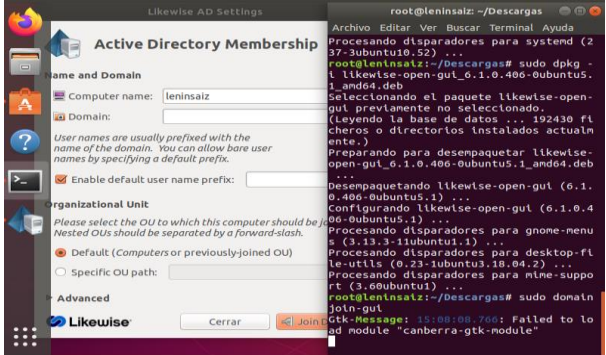 Likewise AD Settings
Active Directory Membership
Name and Domain
Computer name:
leninsaiz
Domain:
User names are usually prefixed with the
name of the domain. You can allow bare user
names by specifying a default prefix.
Enable default user name prefix:
Organizational Unit
Please select the OU to which this computer should be jo
Nested OUs should be separated by a forward-slash.
Default (Computers or previously-joined OU)
Specific OU path:
Advanced
Likewise
Cerrar
Join D
root@leninsaiz: ~/Descargas
Archivo Editar Ver Buscar Terminal Ayuda
Procesando disparadores para systemd (2
37-3ubuntu10.52) ...
root@leninsaiz:~/Descargas# sudo dpkg -
i likewise-open-gui_6.1.0.406-0ubuntu5.
1_amd64.deb
Seleccionando el paquete likewise-open-
gui previamente no seleccionado.
(Leyendo la base de datos ... 192430 fi
cheros o directorios instalados actualm
ente.)
Preparando para desempaquetar likewise-
open-gui_6.1.0.406-0ubuntu5.1_amd64.deb
...
Desempaquetando likewise-open-gui (6.1.
0.406-0ubuntu5.1) ...
Configurando likewise-open-gui (6.1.0.4
06-0ubuntu5.1) ...
Procesando disparadores para gnome-menu
s (3.13.3-11ubuntu1.1) ...
Procesando disparadores para desktop-fi
le-utils (0.23-1ubuntu3.18.04.2) ...
Procesando disparadores para mime-suppo
rt (3.60ubuntu1) ...
root@leninsaiz:~/Descargas# sudo domain
join-gui
Gtk-Message: 15:08:08.766: Failed to lo
ad module "canberra-gtk-module"